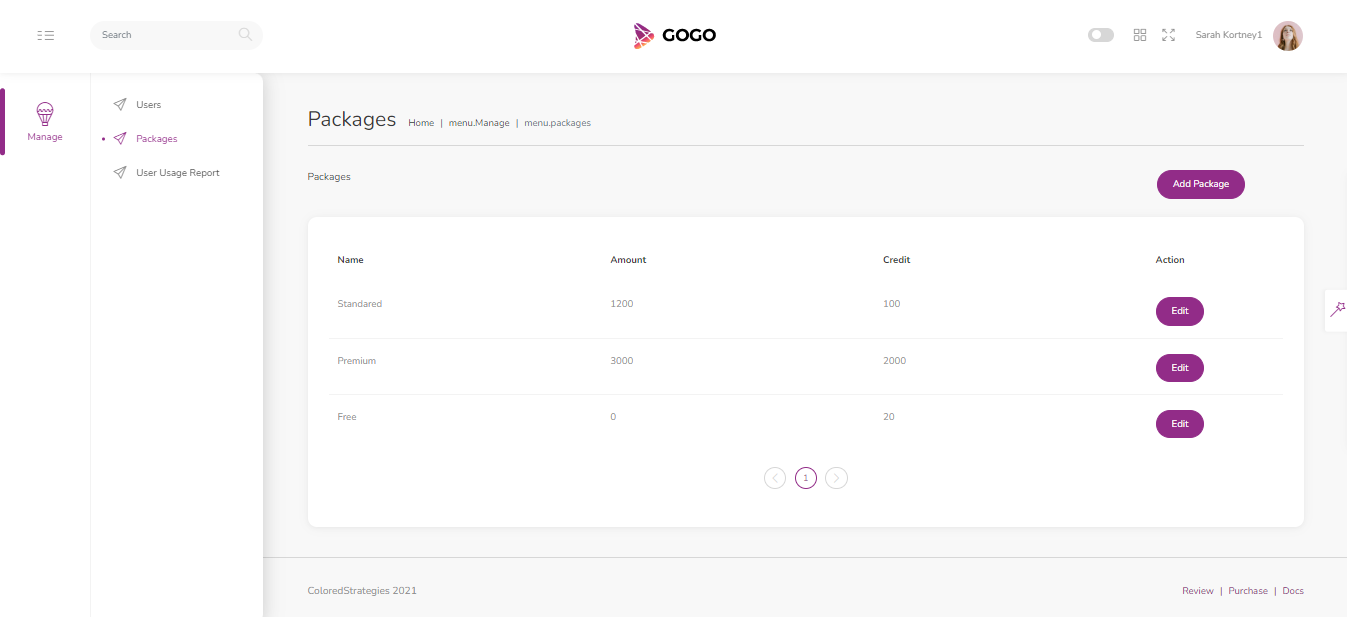 Search
GOGO
Sarah Kortney1
Manage
Users
Packages
User Usage Report
Packages
Home | menu.Manage | menu.packages
Packages
Add Package
Name Amount Credit Action
Standared 1200 100 Edit
Premium 3000 2000 Edit
Free 0 20 Edit
1
ColoredStrategies 2021
Review | Purchase | Docs